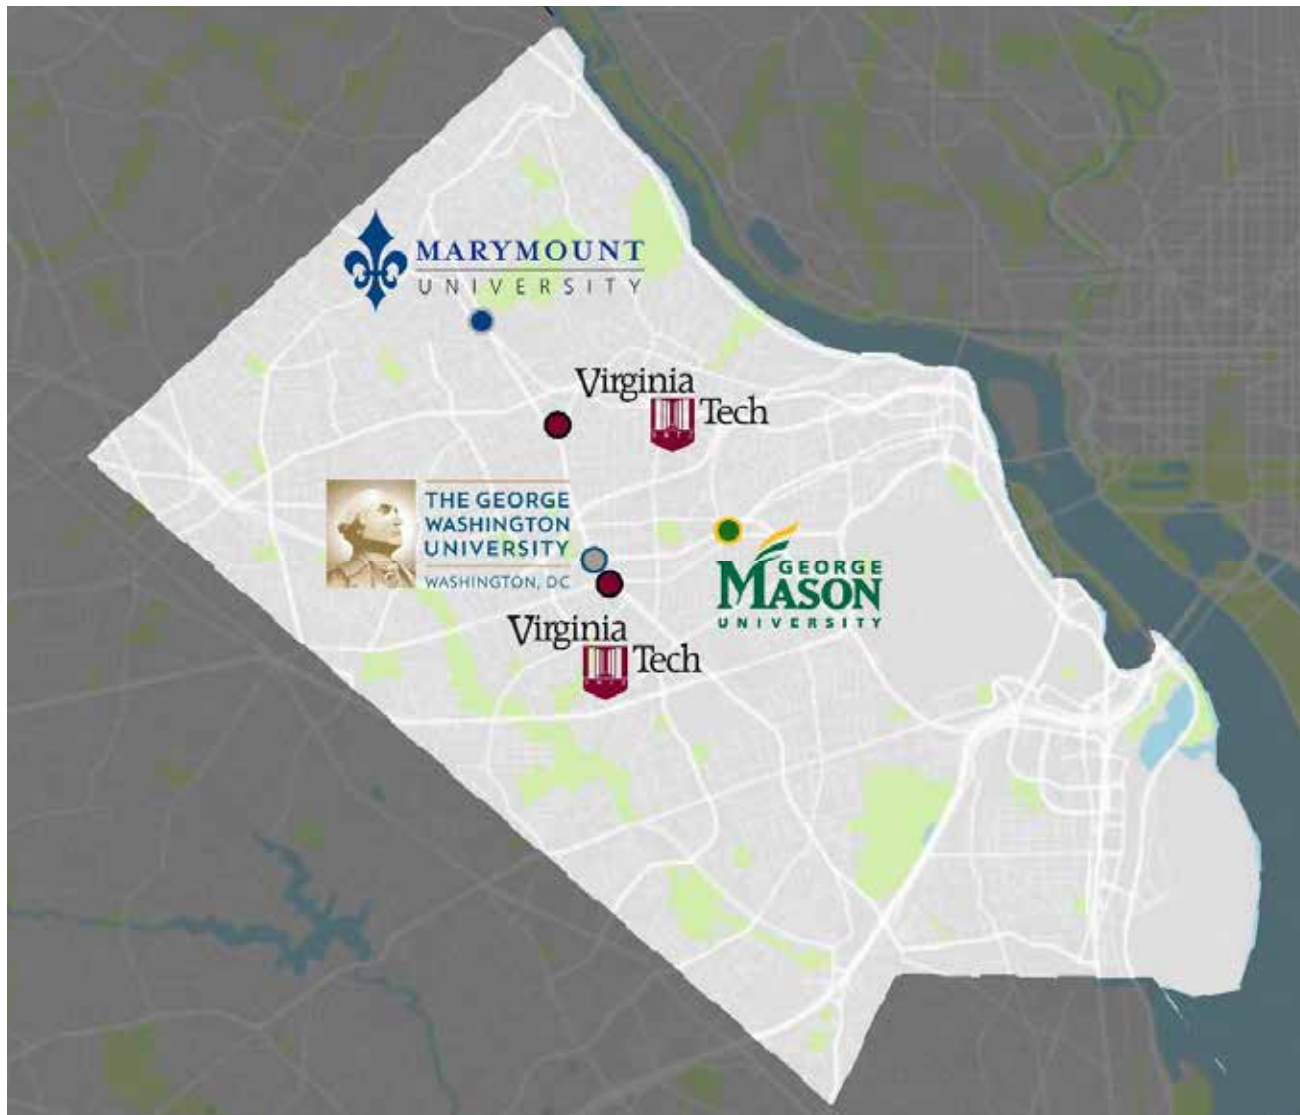 MARYMOUNT
UNIVERSITY
Virginia
Tech
THE GEORGE
WASHINGTON
UNIVERSITY
WASHINGTON, DC
GEORGE
MASON
UNIVERSITY
Virginia
Tech